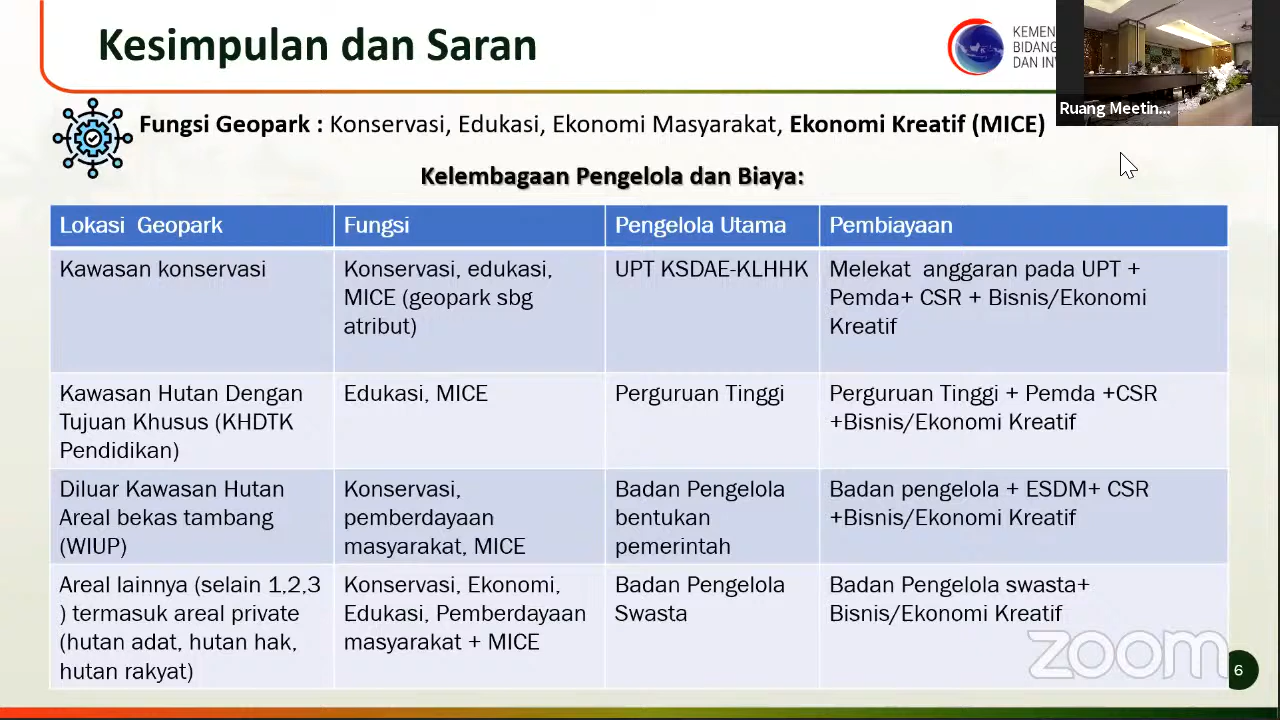 Kesimpulan dan Saran
KEMEN
BIDANG
DAN IN
Ruang Meetin...
Fungsi Geopark : Konservasi, Edukasi, Ekonomi Masyarakat, Ekonomi Kreatif (MICE)
Kelembagaan Pengelola dan Biaya:
Lokasi Geopark
Fungsi
Pengelola Utama
Pembiayaan
Kawasan konservasi
Konservasi, edukasi,
MICE (geopark sbg
atribut)
UPT KSDAE-KLHHK
Melekat anggaran pada UPT +
Pemda+ CSR + Bisnis/Ekonomi
Kreatif
Kawasan Hutan Dengan
Tujuan Khusus (KHDTK
Pendidikan)
Edukasi, MICE
Perguruan Tinggi
Perguruan Tinggi + Pemda +CSR
+Bisnis/Ekonomi Kreatif
Diluar Kawasan Hutan
Areal bekas tambang
(WIUP)
Konservasi,
pemberdayaan
masyarakat, MICE
Badan Pengelola
bentukan
pemerintah
Badan pengelola + ESDM+ CSR
+Bisnis/Ekonomi Kreatif
Areal lainnya (selain 1,2,3
) termasuk areal private
(hutan adat, hutan hak,
hutan rakyat)
Konservasi, Ekonomi,
Edukasi, Pemberdayaan
masyarakat + MICE
Badan Pengelola
Swasta
Badan Pengelola swasta+
Bisnis/Ekonomi Kreatif
zoom
6